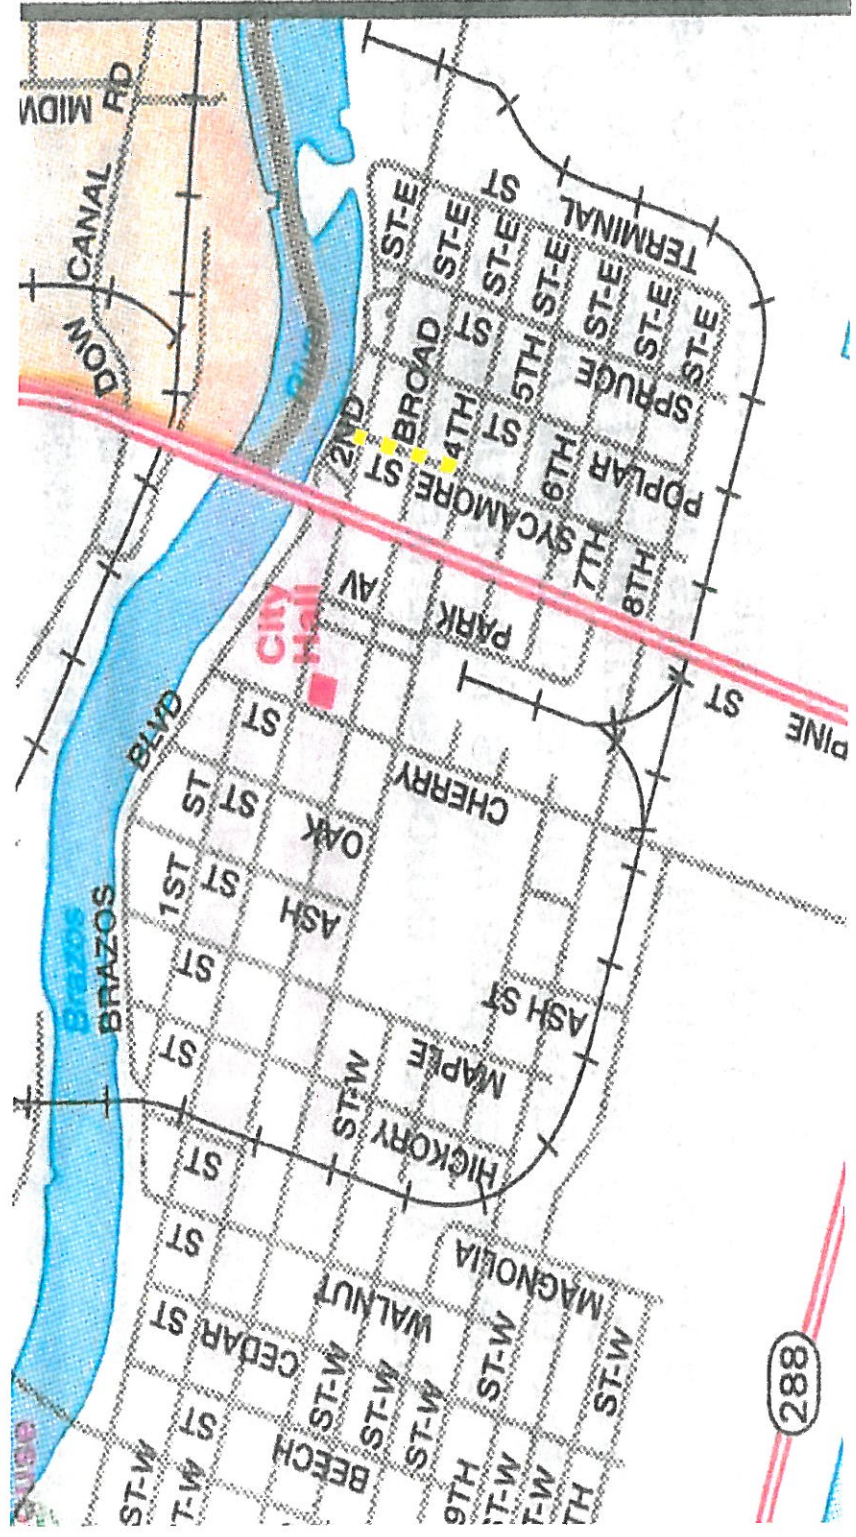 MIDW
RD
CANAL
DOW
River
TERMINAL ST
2ND ST-E
BROAD ST-E
4TH ST-E
5TH ST-E
6TH ST-E
7TH ST-E
8TH ST-E
SPRUCE ST
POPLAR ST
SYCAMORE ST
City
Hall
PARK AV
PINE ST
CHERRY ST
OAK ST
ASH ST
1ST ST
BRAZOS BLVD
Brazos
ASH ST
MAPLE ST
HICKORY ST
ST-W
MAGNOLIA ST
WALNUT ST
CEDAR ST
BEECH ST
ST-W
ST-W
ST-W
ST-W
ST-W
9TH
ST-W
T-W
TH
ST-W
T-W
288
use